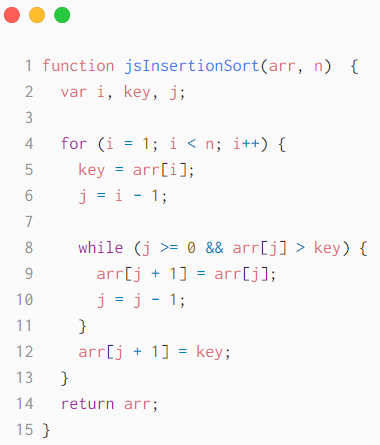 1 function jsInsertionSort(arr, n)  {
2   var i, key, j;
3
4   for (i = 1; i < n; i++) {
5     key = arr[i];
6     j = i - 1;
7
8     while (j >= 0 && arr[j] > key) {
9       arr[j + 1] = arr[j];
10       j = j - 1;
11     }
12     arr[j + 1] = key;
13   }
14   return arr;
15 }